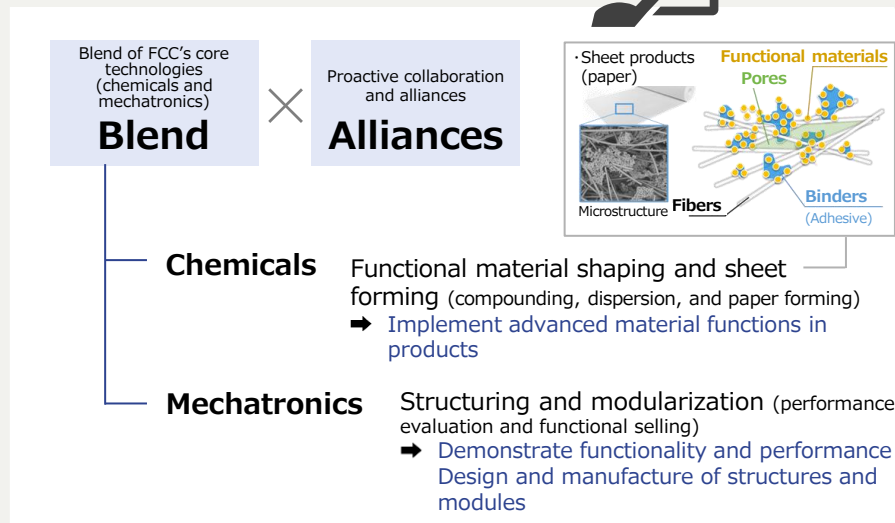 Blend of FCC's core
technologies
(chemicals and
mechatronics)
Blend
Proactive collaboration
and alliances
Alliances
・Sheet products
(paper)
Microstructure
Functional materials
Pores
Fibers
Binders
(Adhesive)
Chemicals
Functional material shaping and sheet
forming (compounding, dispersion, and paper forming)
➡ Implement advanced material functions in
products
Mechatronics
Structuring and modularization (performance
evaluation and functional selling)
➡ Demonstrate functionality and performance
Design and manufacture of structures and
modules